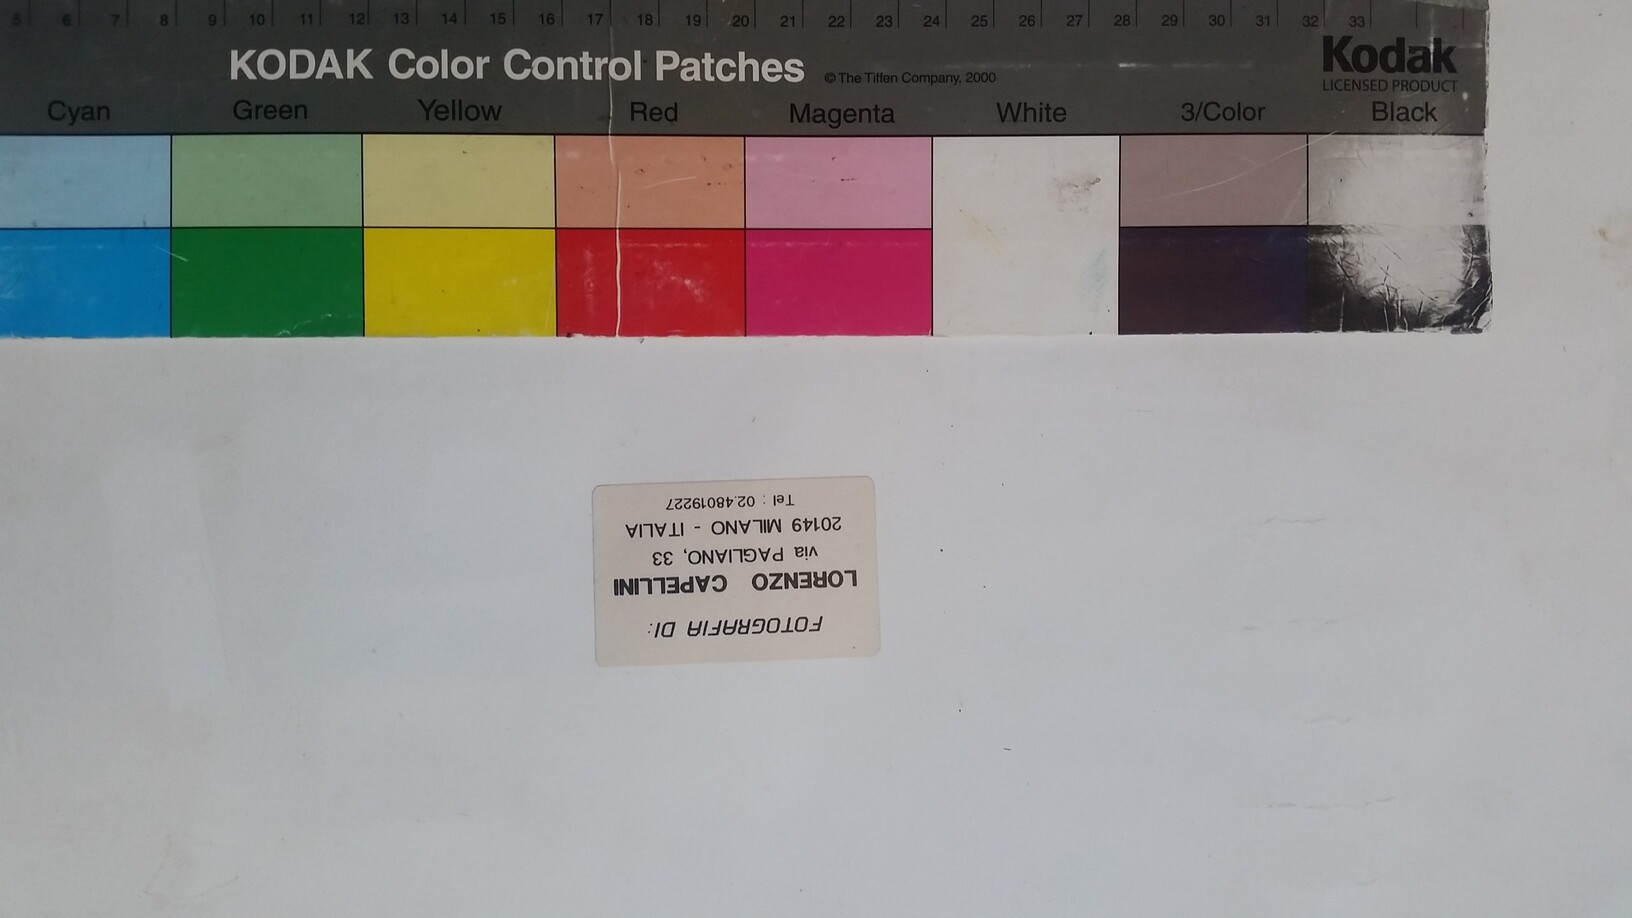 5 6 7 8 9 10 11 12 13 14 15 16 17 18 19 20 21 22 23 24 25 26 27 28 29 30 31 32 33
KODAK Color Control Patches © The Tiffen Company, 2000
Kodak
LICENSED PRODUCT
Cyan Green Yellow Red Magenta White 3/Color Black
FOTOGRAFIA DI:
LORENZO CAPELLINI
via PAGLIANO, 33
20149 MILANO - ITALIA
Tel : 02.48019227